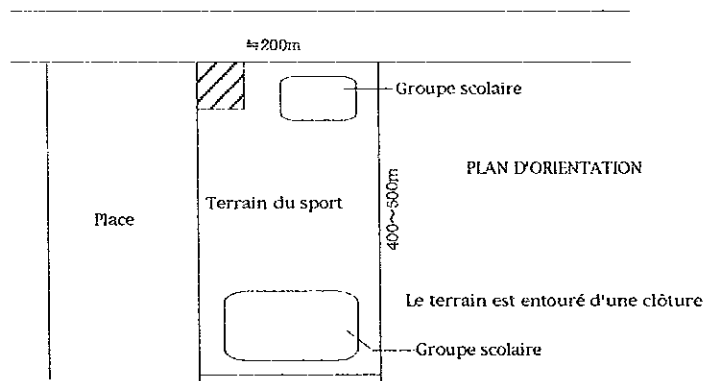 ≒200m
Groupe scolaire
PLAN D'ORIENTATION
Terrain du sport
400～500m
Place
Le terrain est entouré d'une clôture
Groupe scolaire